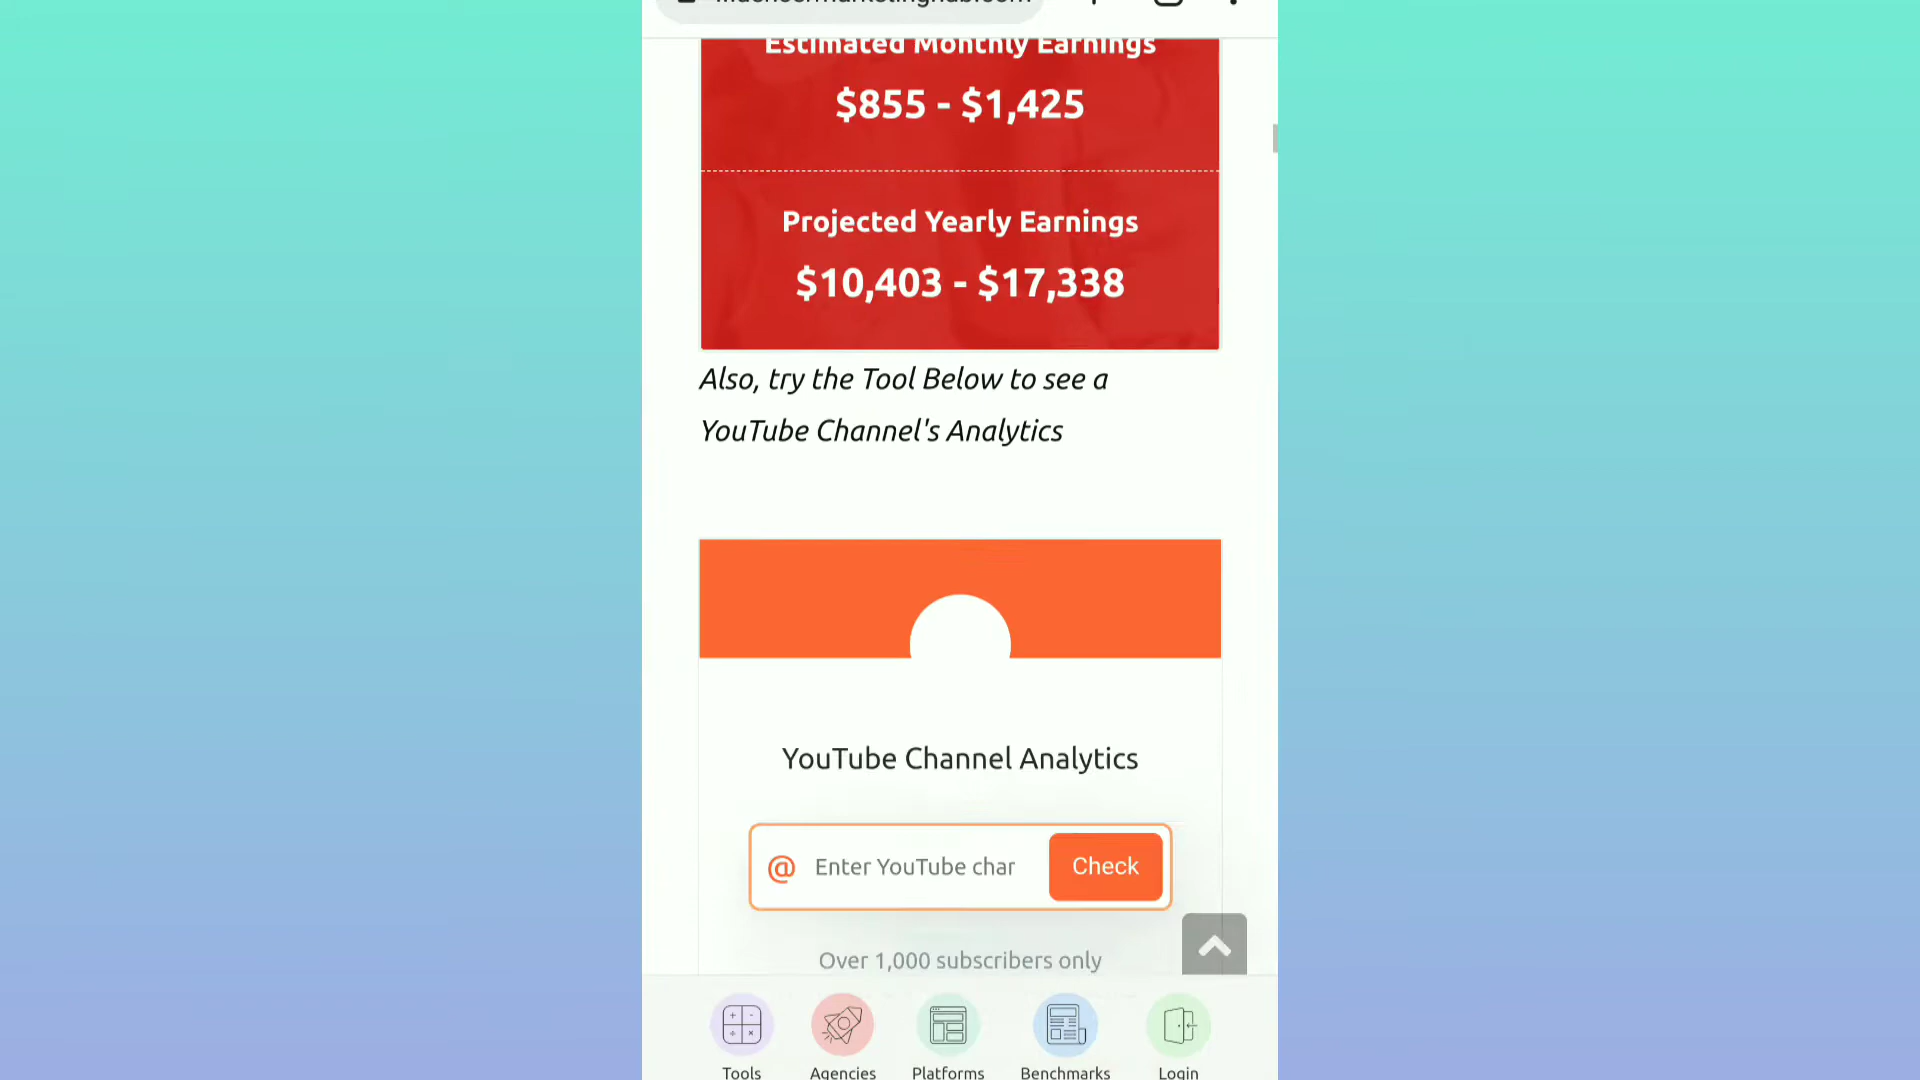 Estimated Monthly Earnings
$855 - $1,425
Projected Yearly Earnings
$10,403 - $17,338
Also, try the Tool Below to see a
YouTube Channel's Analytics
YouTube Channel Analytics
@ Enter YouTube char Check
Over 1,000 subscribers only
Tools Agencies Platforms Benchmarks Login